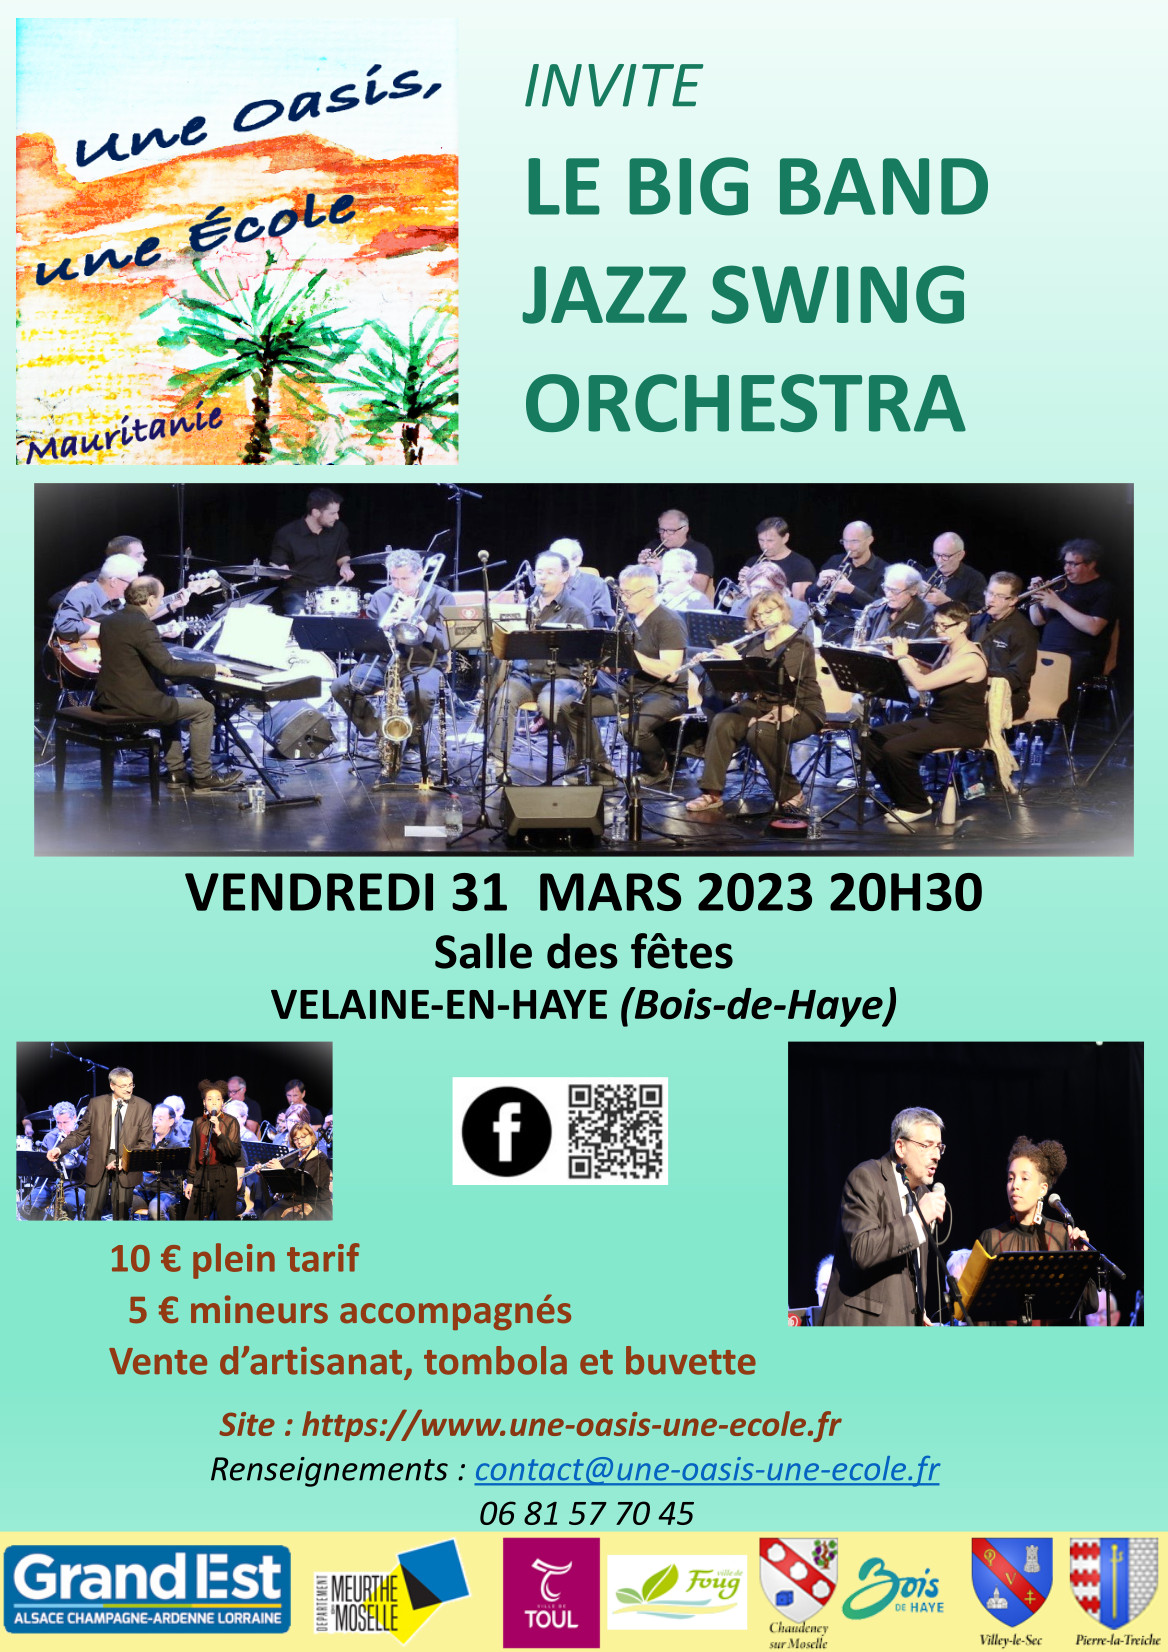 Une Oasis,
une École
Mauritanie
INVITE
LE BIG BAND
JAZZ SWING
ORCHESTRA
VENDREDI 31 MARS 2023 20H30
Salle des fêtes
VELAINE-EN-HAYE (Bois-de-Haye)
f
10 € plein tarif
5 € mineurs accompagnés
Vente d’artisanat, tombola et buvette
Site : https://www.une-oasis-une-ecole.fr
Renseignements : contact@une-oasis-une-ecole.fr
06 81 57 70 45
Grand Est
ALSACE CHAMPAGNE-ARDENNE LORRAINE
DÉPARTEMENT
MEURTHE
MOSELLE
VILLE DE
TOUL
ville de
Foug
Chaudeney
sur Moselle
Bois
DE HAYE
Villey-le-Sec
Pierre-la-Treiche